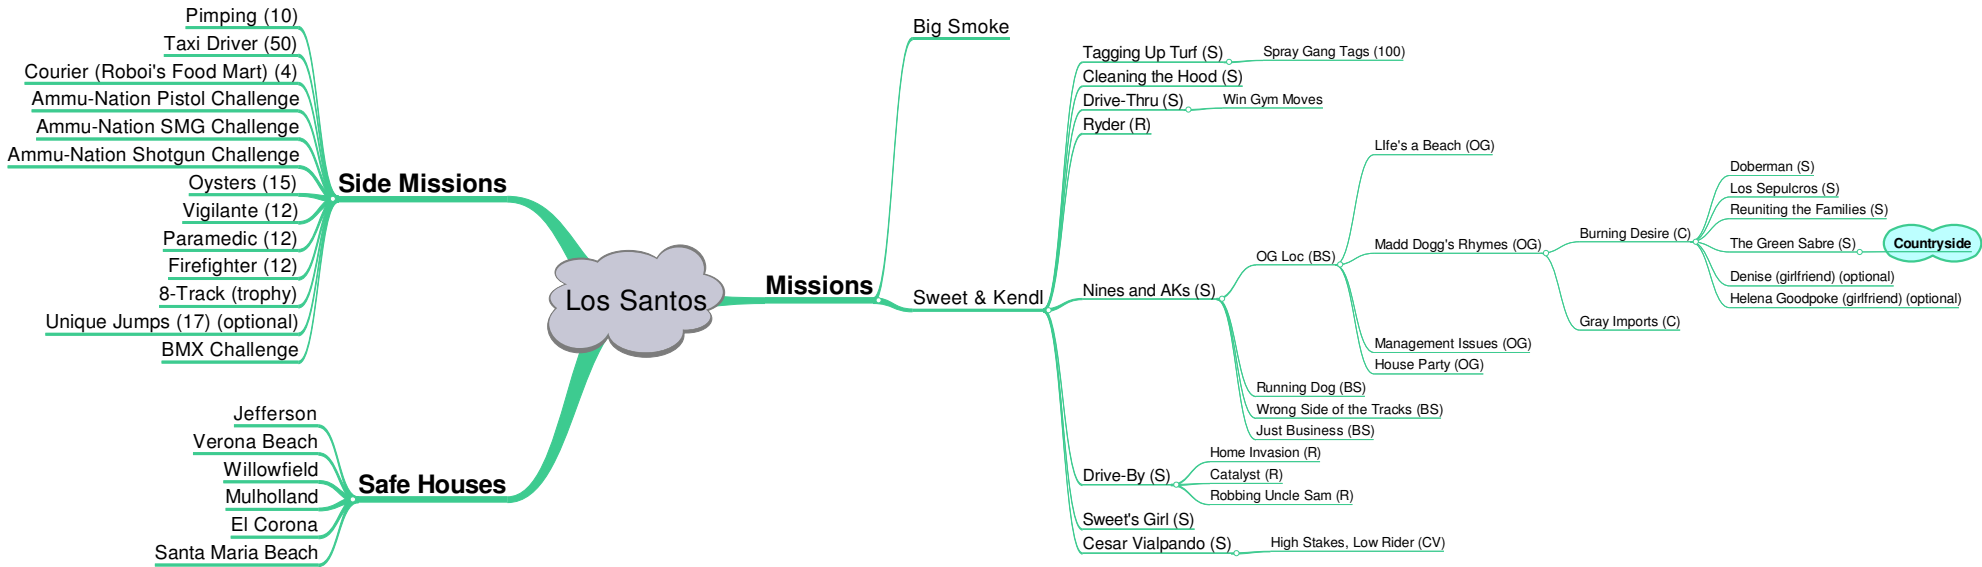 Pimping (10)
Taxi Driver (50)
Courier (Roboi's Food Mart) (4)
Ammu-Nation Pistol Challenge
Ammu-Nation SMG Challenge
Ammu-Nation Shotgun Challenge
Oysters (15)
Vigilante (12)
Paramedic (12)
Firefighter (12)
8-Track (trophy)
Unique Jumps (17) (optional)
BMX Challenge
Side Missions
Jefferson
Verona Beach
Willowfield
Mulholland
El Corona
Santa Maria Beach
Safe Houses
Los Santos
Missions
Big Smoke
Sweet & Kendl
Tagging Up Turf (S)
Spray Gang Tags (100)
Cleaning the Hood (S)
Drive-Thru (S)
Win Gym Moves
Ryder (R)
Nines and AKs (S)
OG Loc (BS)
LIfe's a Beach (OG)
Madd Dogg's Rhymes (OG)
Burning Desire (C)
Doberman (S)
Los Sepulcros (S)
Reuniting the Families (S)
The Green Sabre (S)
Countryside
Denise (girlfriend) (optional)
Helena Goodpoke (girlfriend) (optional)
Gray Imports (C)
Management Issues (OG)
House Party (OG)
Running Dog (BS)
Wrong Side of the Tracks (BS)
Just Business (BS)
Drive-By (S)
Home Invasion (R)
Catalyst (R)
Robbing Uncle Sam (R)
Sweet's Girl (S)
Cesar Vialpando (S)
High Stakes, Low Rider (CV)